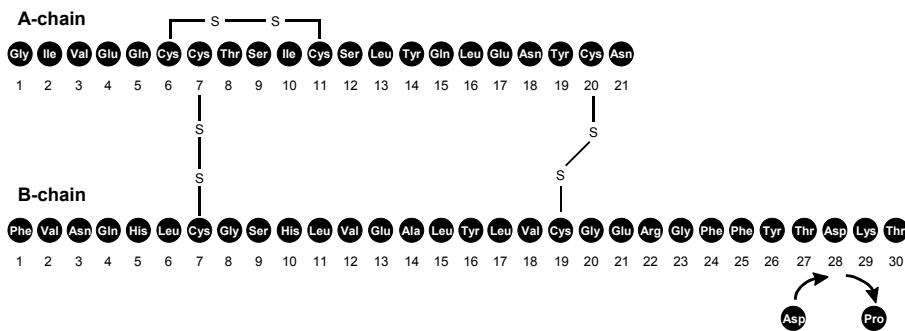 A-chain
S S
Gly Ile Val Glu Gln Cys Cys Thr Ser Ile Cys Ser Leu Tyr Gln Leu Glu Asn Tyr Cys Asn
1 2 3 4 5 6 7 8 9 10 11 12 13 14 15 16 17 18 19 20 21
S S
S S
B-chain
Phe Val Asn Gln His Leu Cys Gly Ser His Leu Val Glu Ala Leu Tyr Leu Val Cys Gly Glu Arg Gly Phe Phe Tyr Thr Asp Lys Thr
1 2 3 4 5 6 7 8 9 10 11 12 13 14 15 16 17 18 19 20 21 22 23 24 25 26 27 28 29 30
Asp Pro